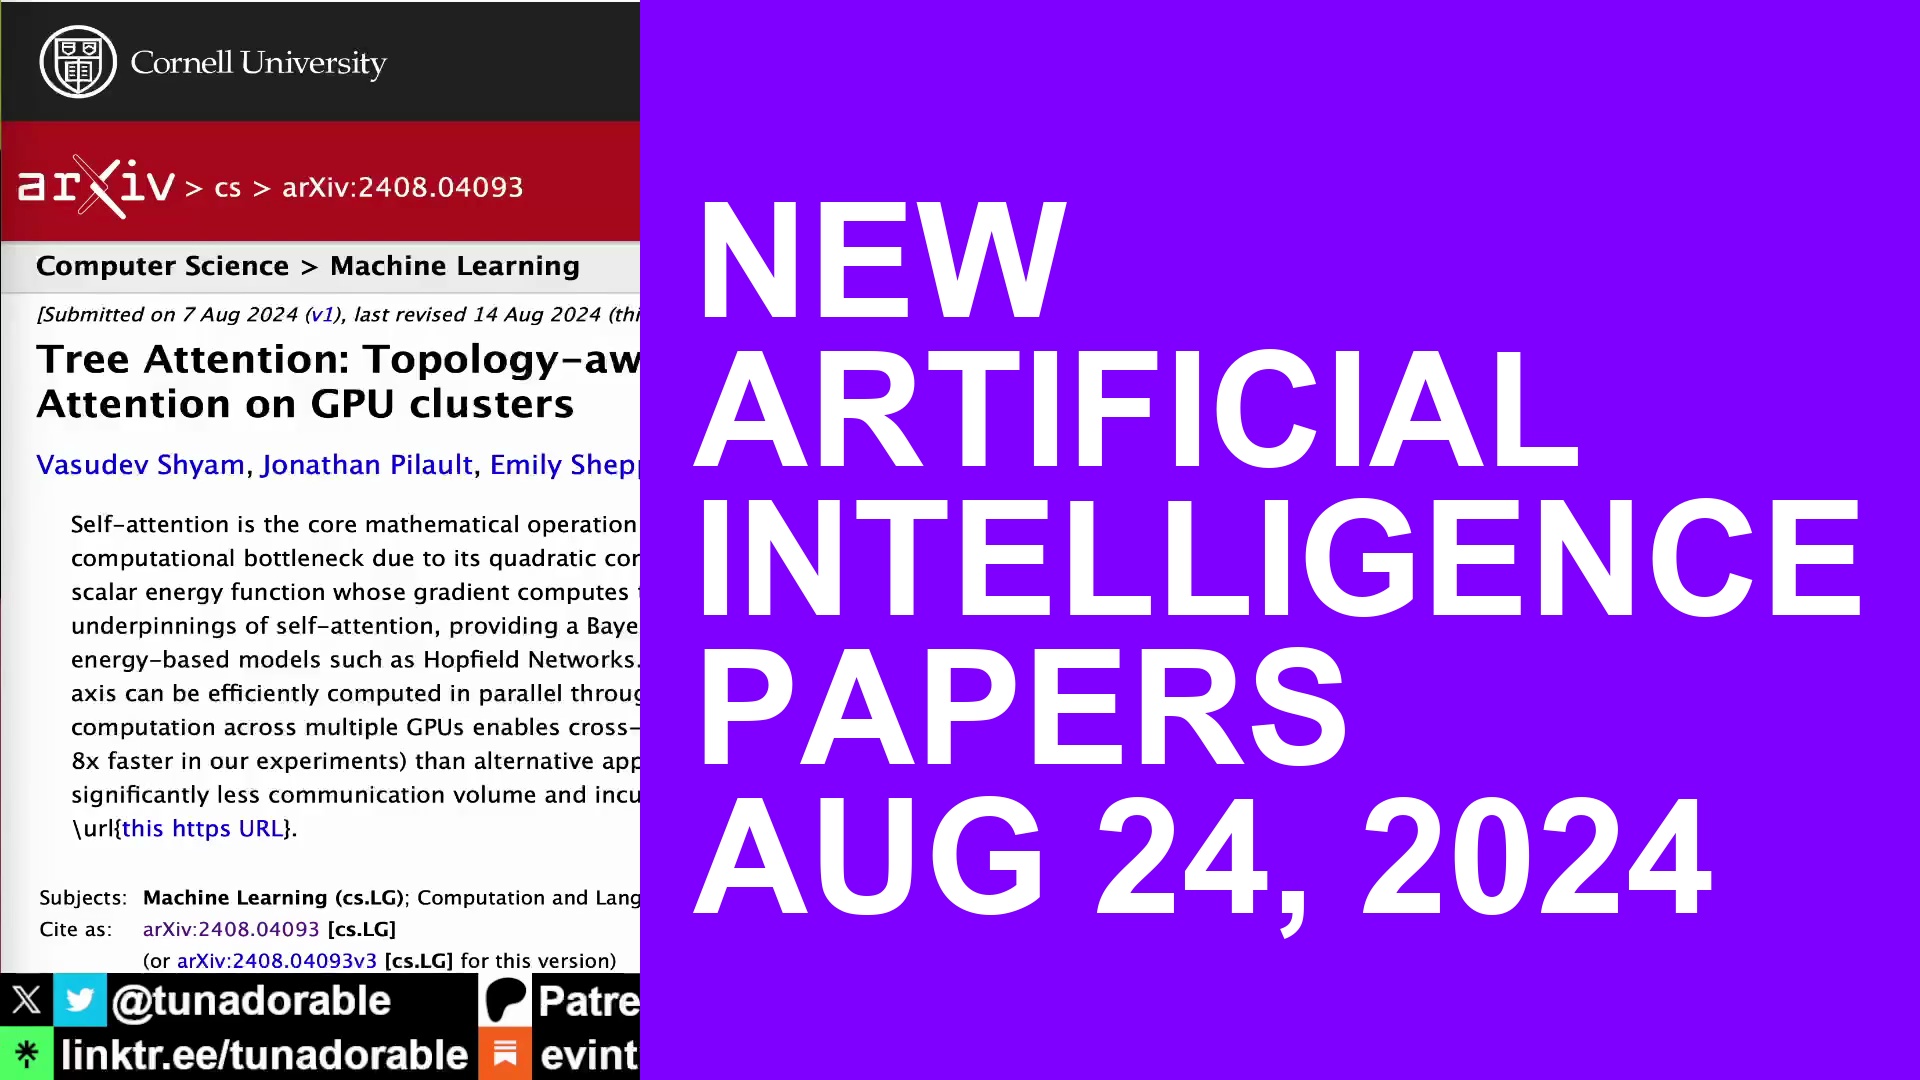 Cornell University
arXiv > cs > arXiv:2408.04093
Computer Science > Machine Learning
[Submitted on 7 Aug 2024 (v1), last revised 14 Aug 2024 (thi
Tree Attention: Topology-aw
Attention on GPU clusters
Vasudev Shyam, Jonathan Pilault, Emily Shepp
Self-attention is the core mathematical operation
computational bottleneck due to its quadratic con
scalar energy function whose gradient computes
underpinnings of self-attention, providing a Baye
energy-based models such as Hopfield Networks.
axis can be efficiently computed in parallel throug
computation across multiple GPUs enables cross-
8x faster in our experiments) than alternative app
significantly less communication volume and incu
\url{this https URL}.
Subjects: Machine Learning (cs.LG); Computation and Lang
Cite as: arXiv:2408.04093 [cs.LG]
(or arXiv:2408.04093v3 [cs.LG] for this version)
@tunadorable Patre
linktr.ee/tunadorable evint
NEW
ARTIFICIAL
INTELLIGENCE
PAPERS
AUG 24, 2024